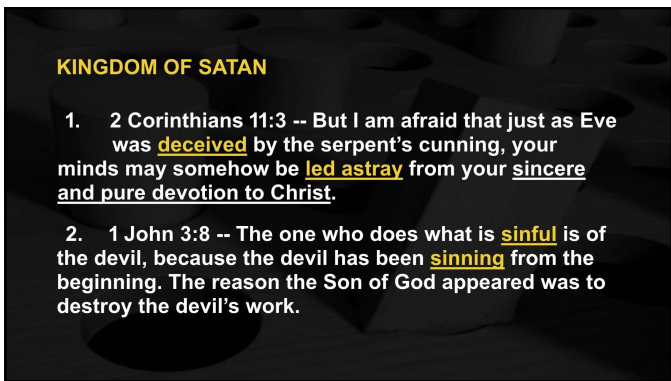 KINGDOM OF SATAN
1. 2 Corinthians 11:3 -- But I am afraid that just as Eve
was deceived by the serpent’s cunning, your
minds may somehow be led astray from your sincere
and pure devotion to Christ.
2. 1 John 3:8 -- The one who does what is sinful is of
the devil, because the devil has been sinning from the
beginning. The reason the Son of God appeared was to
destroy the devil’s work.